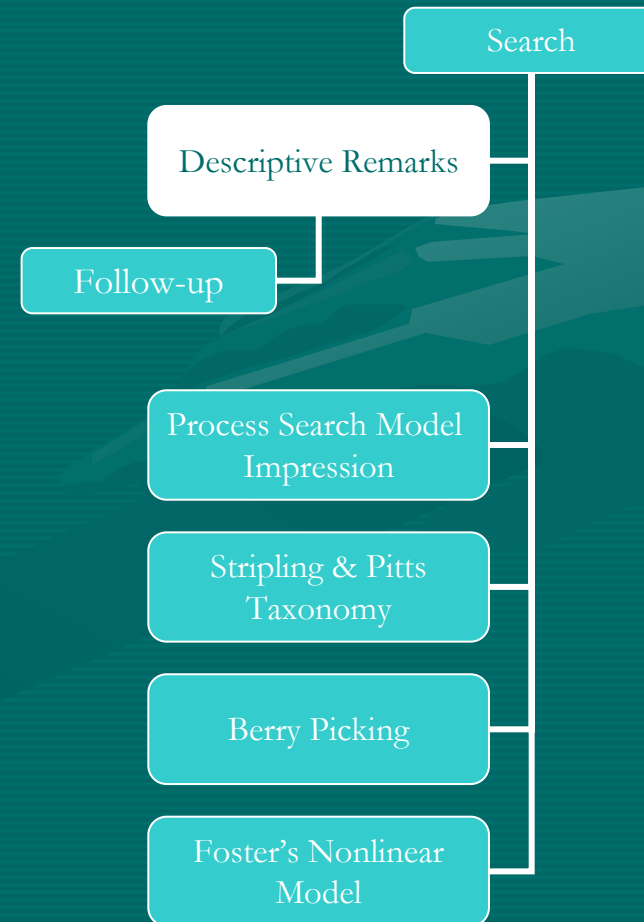 Search
Descriptive Remarks
Follow-up
Process Search Model
Impression
Stripling & Pitts
Taxonomy
Berry Picking
Foster’s Nonlinear
Model